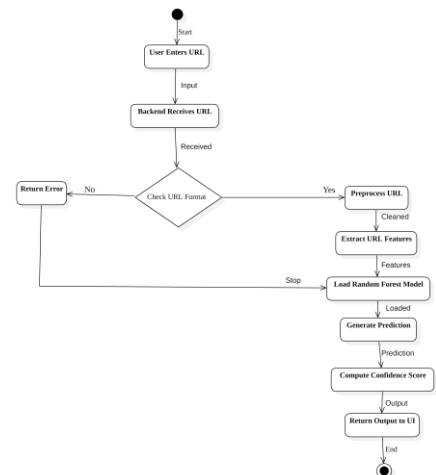 Start
User Enters URL
Input
Backend Receives URL
Received
Check URL Format
No
Return Error
Yes
Preprocess URL
Cleaned
Extract URL Features
Features
Stop
Load Random Forest Model
Loaded
Generate Prediction
Prediction
Compute Confidence Score
Output
Return Output to UI
End